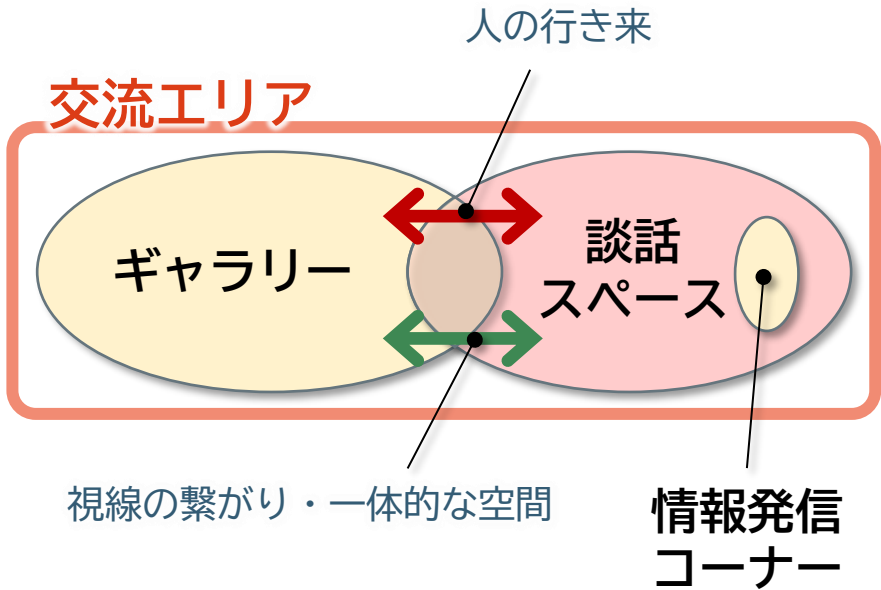 人の行き来
交流エリア
ギャラリー
談話
スペース
視線の繋がり・一体的な空間
情報発信
コーナー